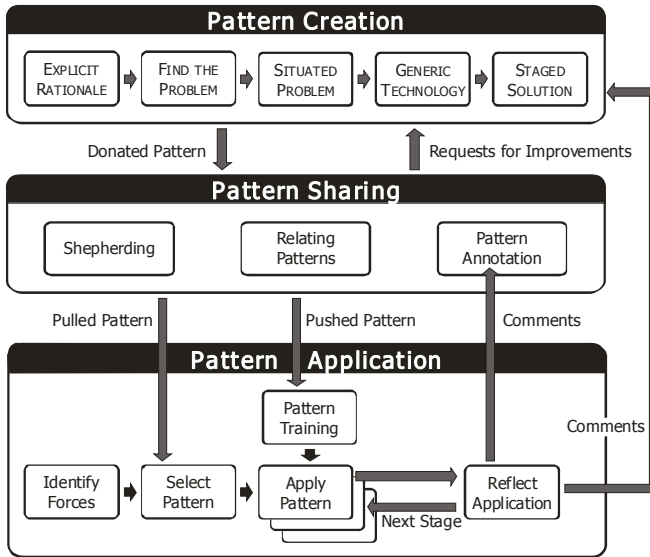 Pattern Creation
EXPLICIT
RATIONALE
FIND THE
PROBLEM
SITUATED
PROBLEM
GENERIC
TECHNOLOGY
STAGED
SOLUTION
Donated Pattern
Requests for Improvements
Pattern Sharing
Shepherding
Relating
Patterns
Pattern
Annotation
Pulled Pattern
Pushed Pattern
Comments
Pattern Application
Pattern
Training
Comments
Identify
Forces
Select
Pattern
Apply
Pattern
Reflect
Application
Next Stage